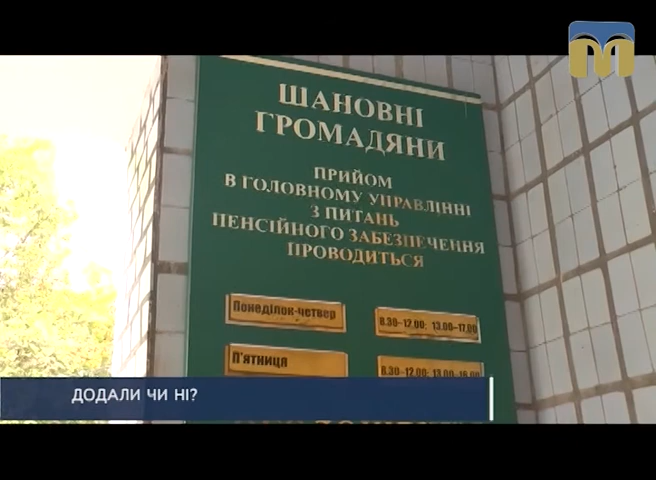 ШАНОВНІ
ГРОМАДЯНИ
ПРИЙОМ
В ГОЛОВНОМУ УПРАВЛІННІ
З ПИТАНЬ
ПЕНСІЙНОГО ЗАБЕЗПЕЧЕННЯ
ПРОВОДИТЬСЯ
Понеділок-четвер 8.30-12.00; 13.00-17.00
П'ятниця 8.30-12.00; 13.00-16.00
ДОДАЛИ ЧИ НІ?